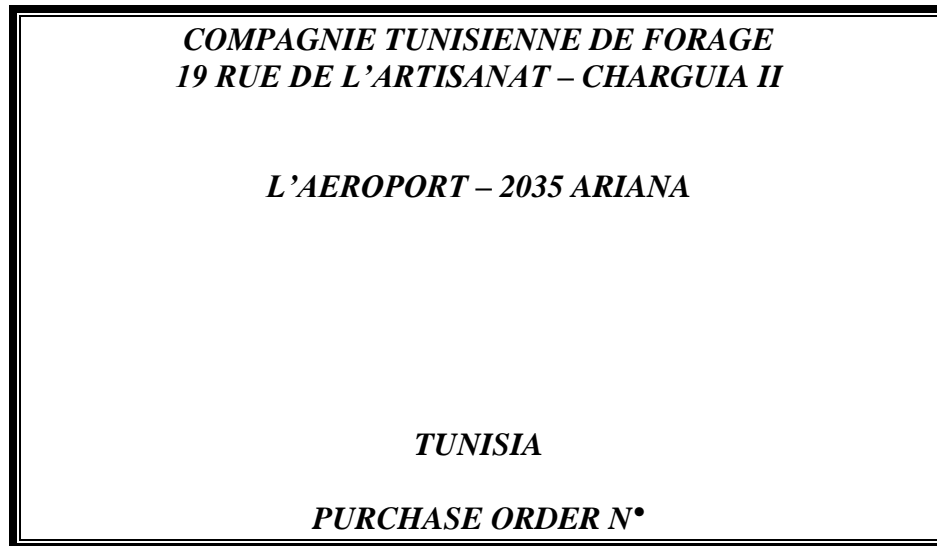 COMPAGNIE TUNISIENNE DE FORAGE
19 RUE DE L’ARTISANAT – CHARGUIA II
L’AEROPORT – 2035 ARIANA
TUNISIA
PURCHASE ORDER N•